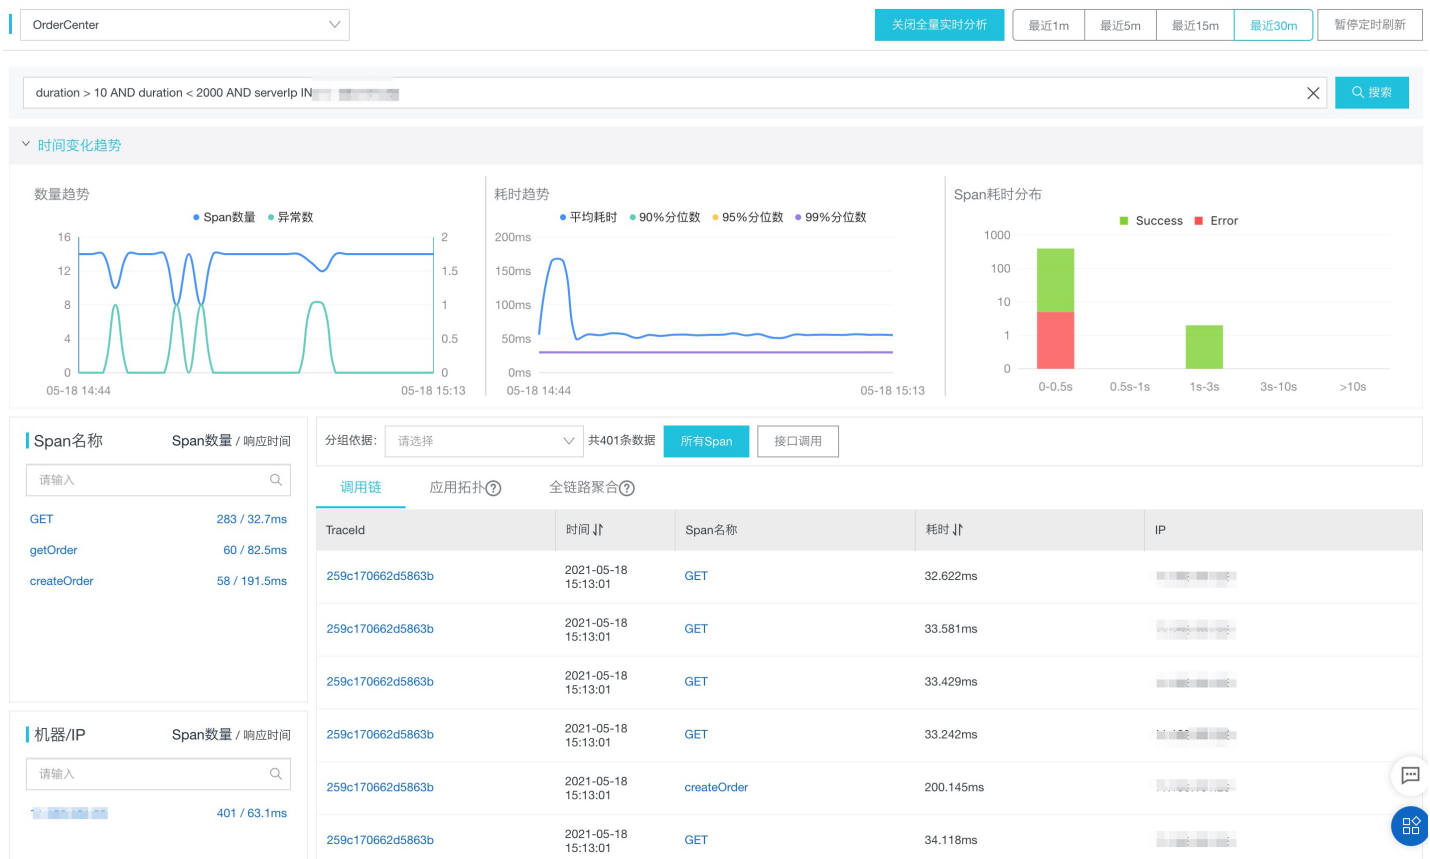 OrderCenter
关闭全量实时分析 最近1m 最近5m 最近15m 最近30m 暂停定时刷新
duration > 10 AND duration < 2000 AND serverIp IN
搜索
时间变化趋势
数量趋势
Span数量 异常数
16 2
12 1.5
8 1
4 0.5
0 0
05-18 14:44 05-18 15:13
耗时趋势
平均耗时 90%分位数 95%分位数 99%分位数
200ms
150ms
100ms
50ms
0ms
05-18 14:44 05-18 15:13
Span耗时分布
Success Error
1000
100
10
1
0
0-0.5s 0.5s-1s 1s-3s 3s-10s >10s
Span名称 Span数量 / 响应时间
请输入
GET 283 / 32.7ms
getOrder 60 / 82.5ms
createOrder 58 / 191.5ms
机器/IP Span数量 / 响应时间
请输入
401 / 63.1ms
分组依据: 请选择 共401条数据 所有Span 接口调用
调用链 应用拓扑 全链路聚合
TraceId 时间 Span名称 耗时 IP
259c170662d5863b 2021-05-18 15:13:01 GET 32.622ms
259c170662d5863b 2021-05-18 15:13:01 GET 33.581ms
259c170662d5863b 2021-05-18 15:13:01 GET 33.429ms
259c170662d5863b 2021-05-18 15:13:01 GET 33.242ms
259c170662d5863b 2021-05-18 15:13:01 createOrder 200.145ms
259c170662d5863b 2021-05-18 15:13:01 GET 34.118ms